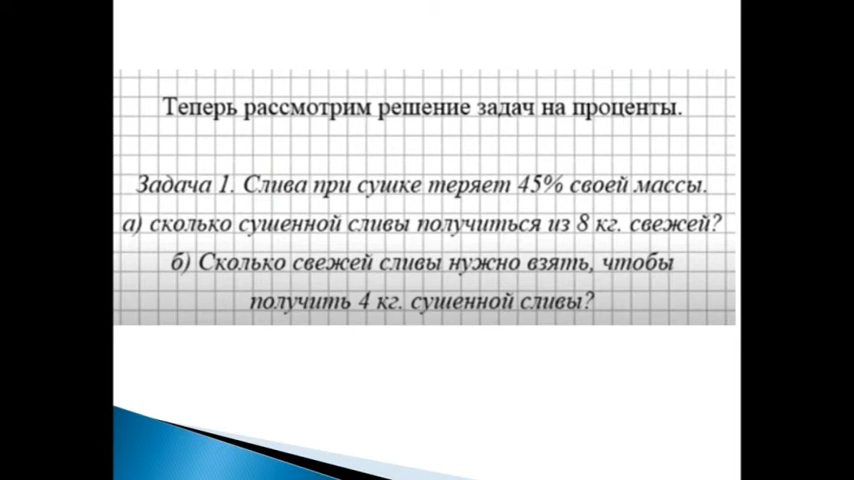 Теперь рассмотрим решение задач на проценты.
Задача 1. Слива при сушке теряет 45% своей массы.
а) сколько сушенной сливы получиться из 8 кг. свежей?
б) Сколько свежей сливы нужно взять, чтобы
получить 4 кг. сушенной сливы?